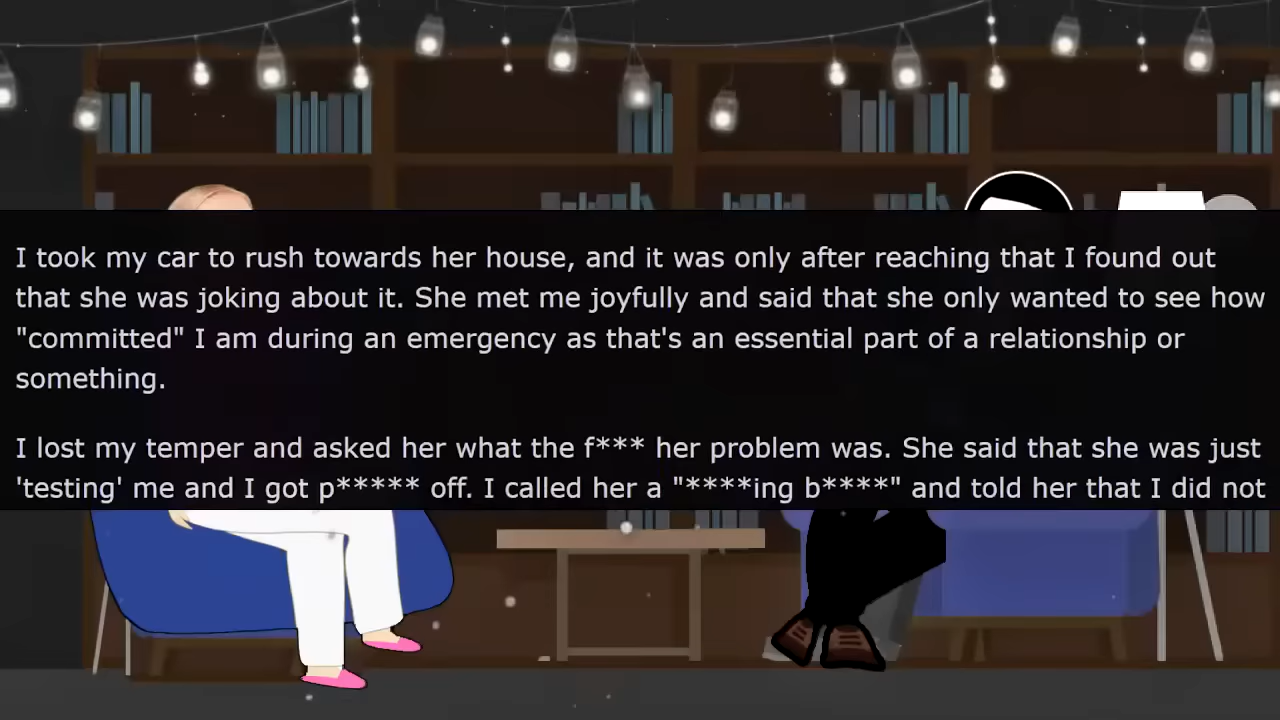 I took my car to rush towards her house, and it was only after reaching that I found out
that she was joking about it. She met me joyfully and said that she only wanted to see how
"committed" I am during an emergency as that's an essential part of a relationship or
something.
I lost my temper and asked her what the f*** her problem was. She said that she was just
'testing' me and I got p***** off. I called her a "****ing b****" and told her that I did not